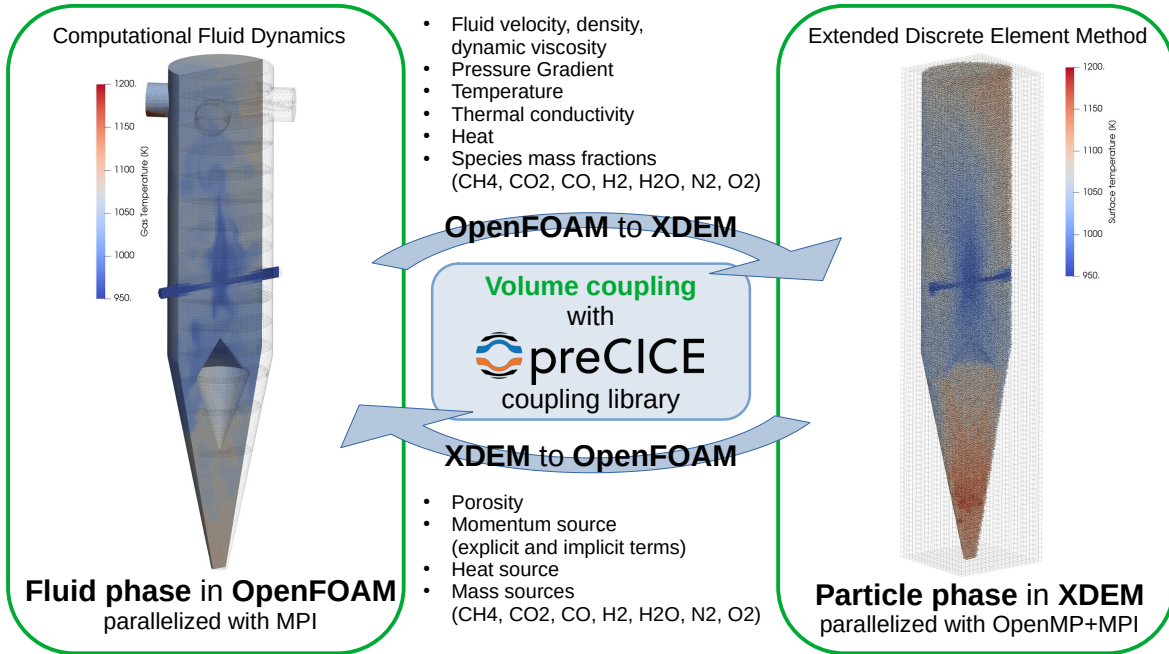 Computational Fluid Dynamics
1200.
1150
1100
1050
1000
950.
Gas Temperature (K)
Fluid phase in OpenFOAM
parallelized with MPI
• Fluid velocity, density,
dynamic viscosity
• Pressure Gradient
• Temperature
• Thermal conductivity
• Heat
• Species mass fractions
(CH4, CO2, CO, H2, H2O, N2, O2)
OpenFOAM to XDEM
Volume coupling
with
preCICE
coupling library
XDEM to OpenFOAM
• Porosity
• Momentum source
(explicit and implicit terms)
• Heat source
• Mass sources
(CH4, CO2, CO, H2, H2O, N2, O2)
Extended Discrete Element Method
1200.
1150
1100
1050
1000
950.
Surface temperature (K)
Particle phase in XDEM
parallelized with OpenMP+MPI